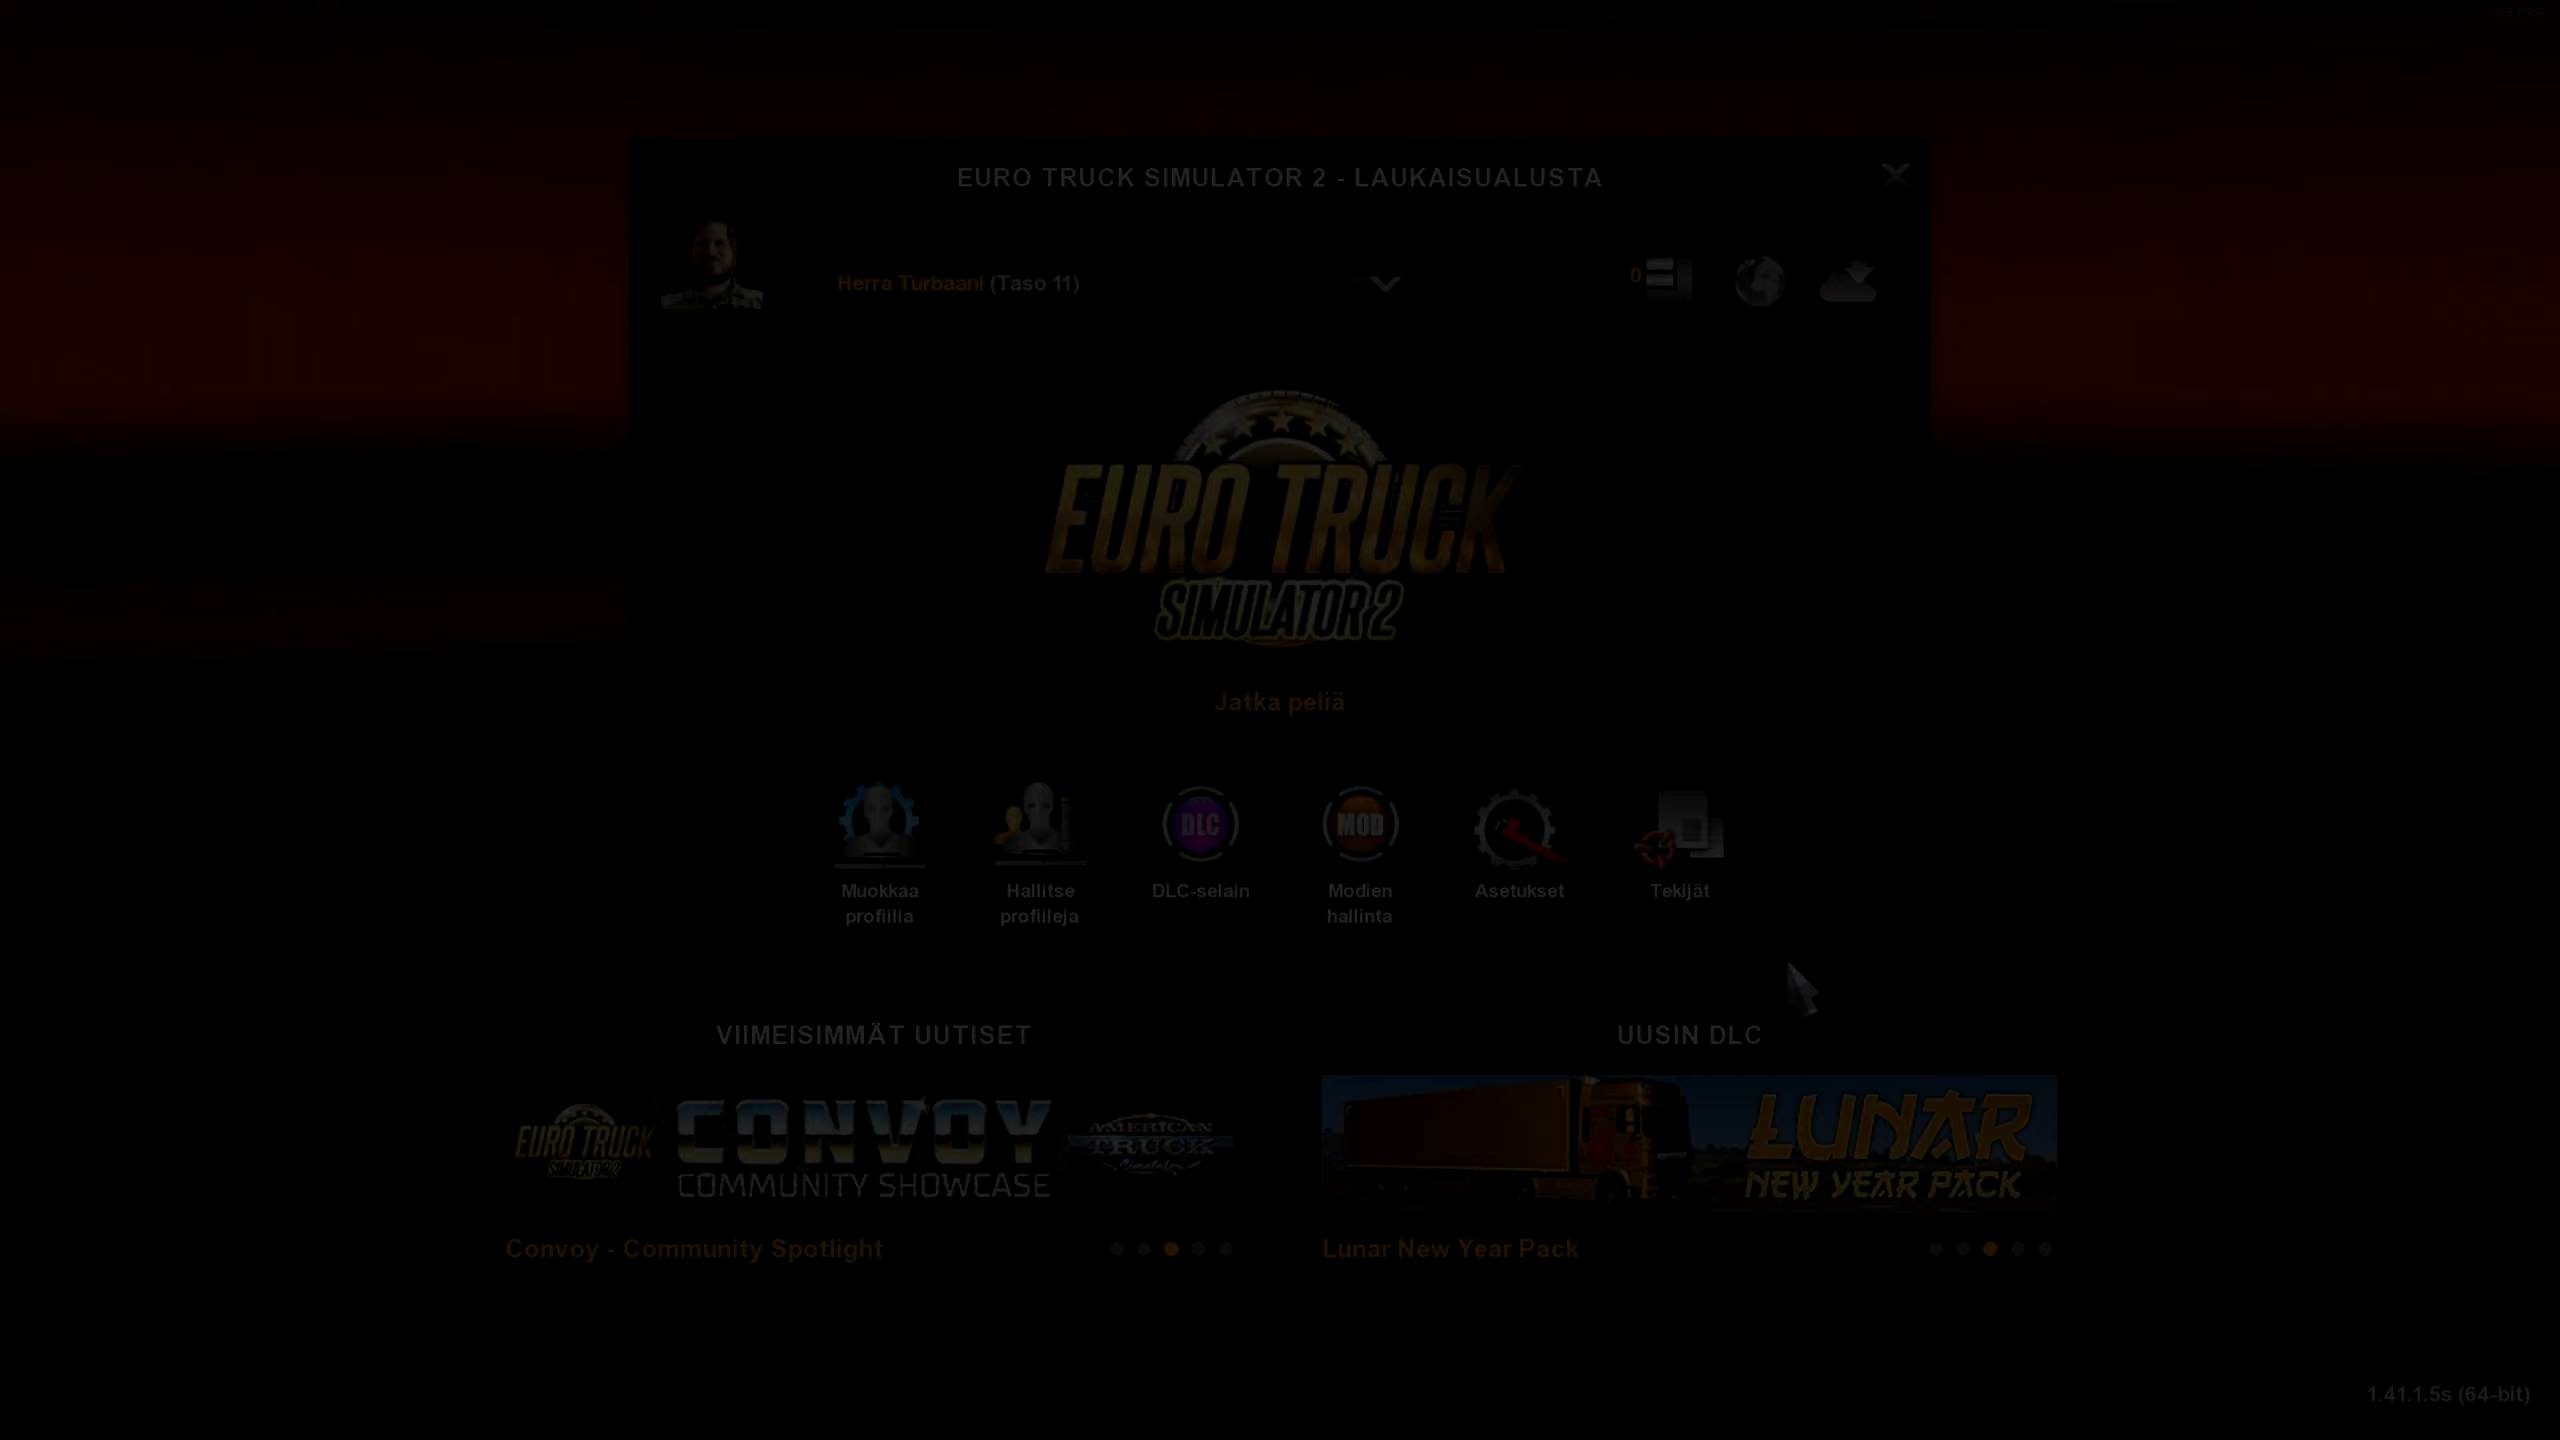 EURO TRUCK SIMULATOR 2 - LAUKAISUALUSTA
Herra Turbaani (Taso 11)
0
EURO TRUCK
SIMULATOR 2
Jatka peliä
Muokkaa
profiilia
Hallitse
profiileja
DLC
DLC-selain
MOD
Modien
hallinta
Asetukset
Tekijät
VIIMEISIMMÄT UUTISET
EURO TRUCK
SIMULATOR 2
CONVOY
COMMUNITY SHOWCASE
AMERICAN
TRUCK
Simulator
Convoy - Community Spotlight
UUSIN DLC
LUNAR
NEW YEAR PACK
Lunar New Year Pack
1.41.1.5s (64-bit)